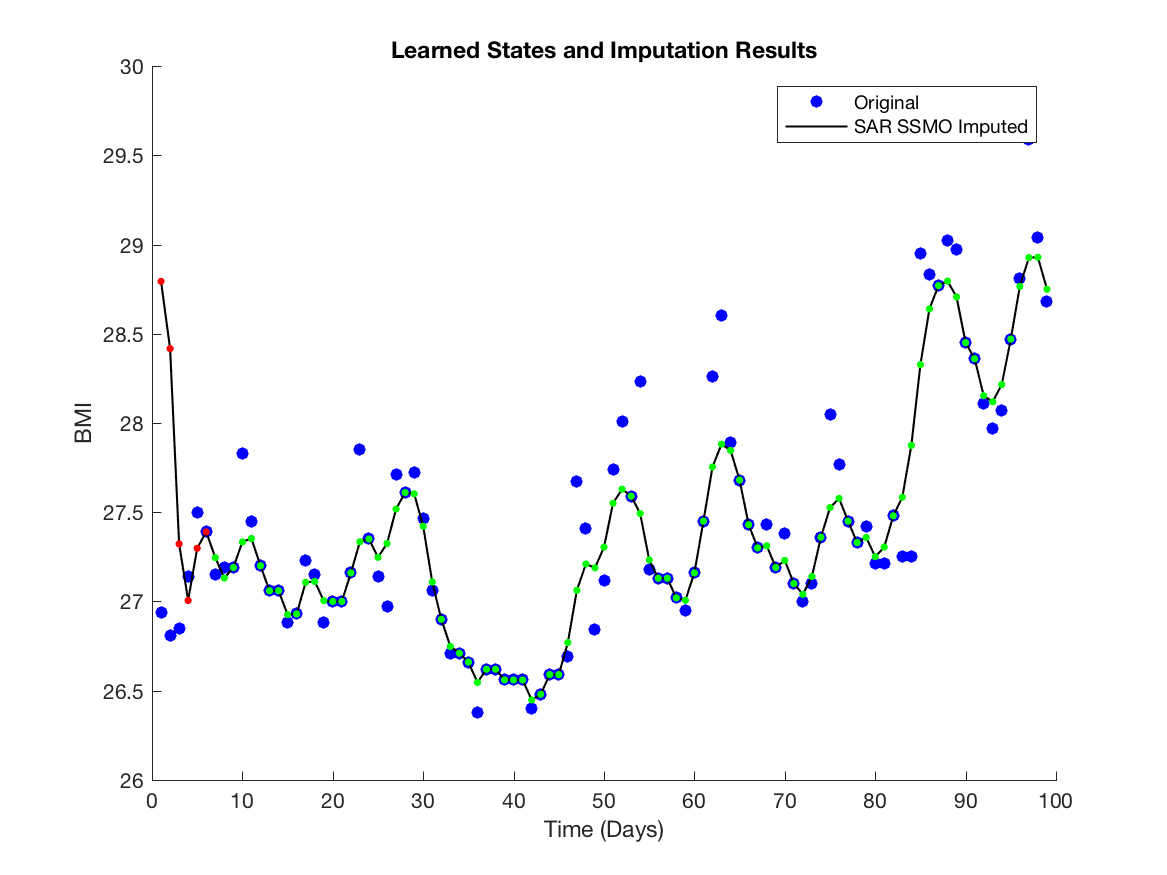 Learned States and Imputation Results
Original
SAR SSMO Imputed
BMI
30
29.5
29
28.5
28
27.5
27
26.5
26
0 10 20 30 40 50 60 70 80 90 100
Time (Days)